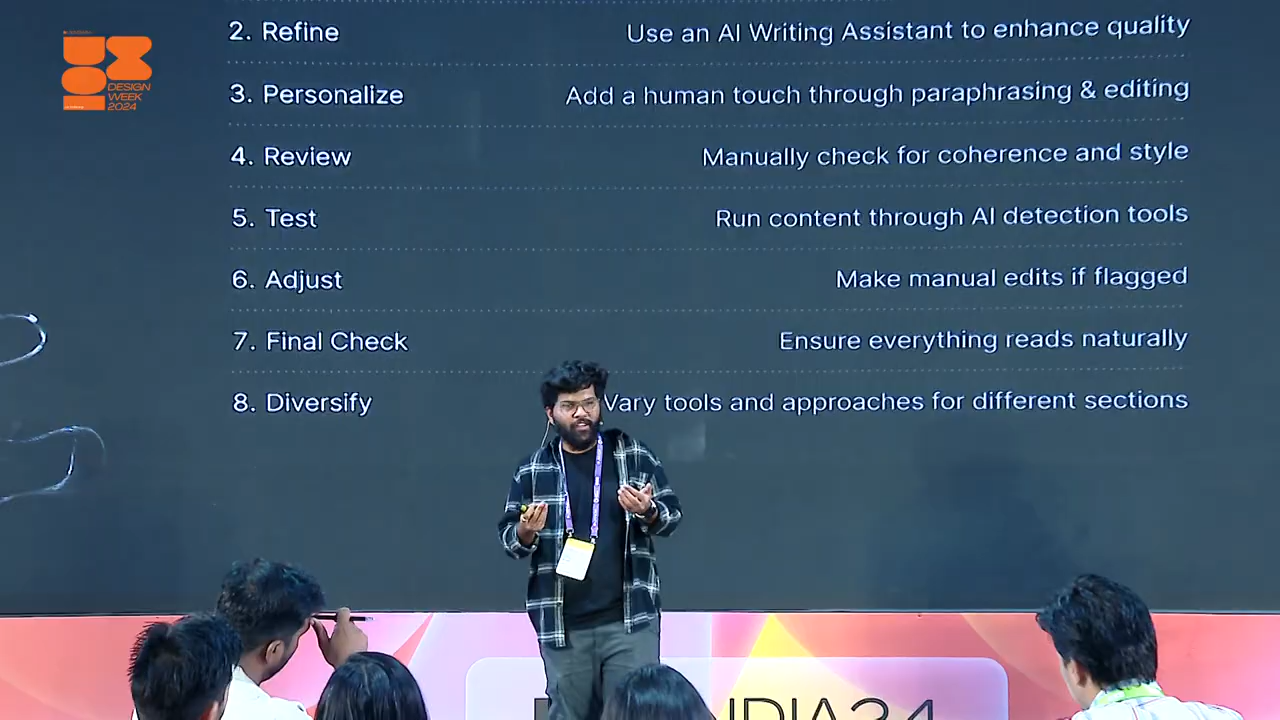 DESIGN
WEEK
2024
2. Refine Use an AI Writing Assistant to enhance quality
3. Personalize Add a human touch through paraphrasing & editing
4. Review Manually check for coherence and style
5. Test Run content through AI detection tools
6. Adjust Make manual edits if flagged
7. Final Check Ensure everything reads naturally
8. Diversify Vary tools and approaches for different sections